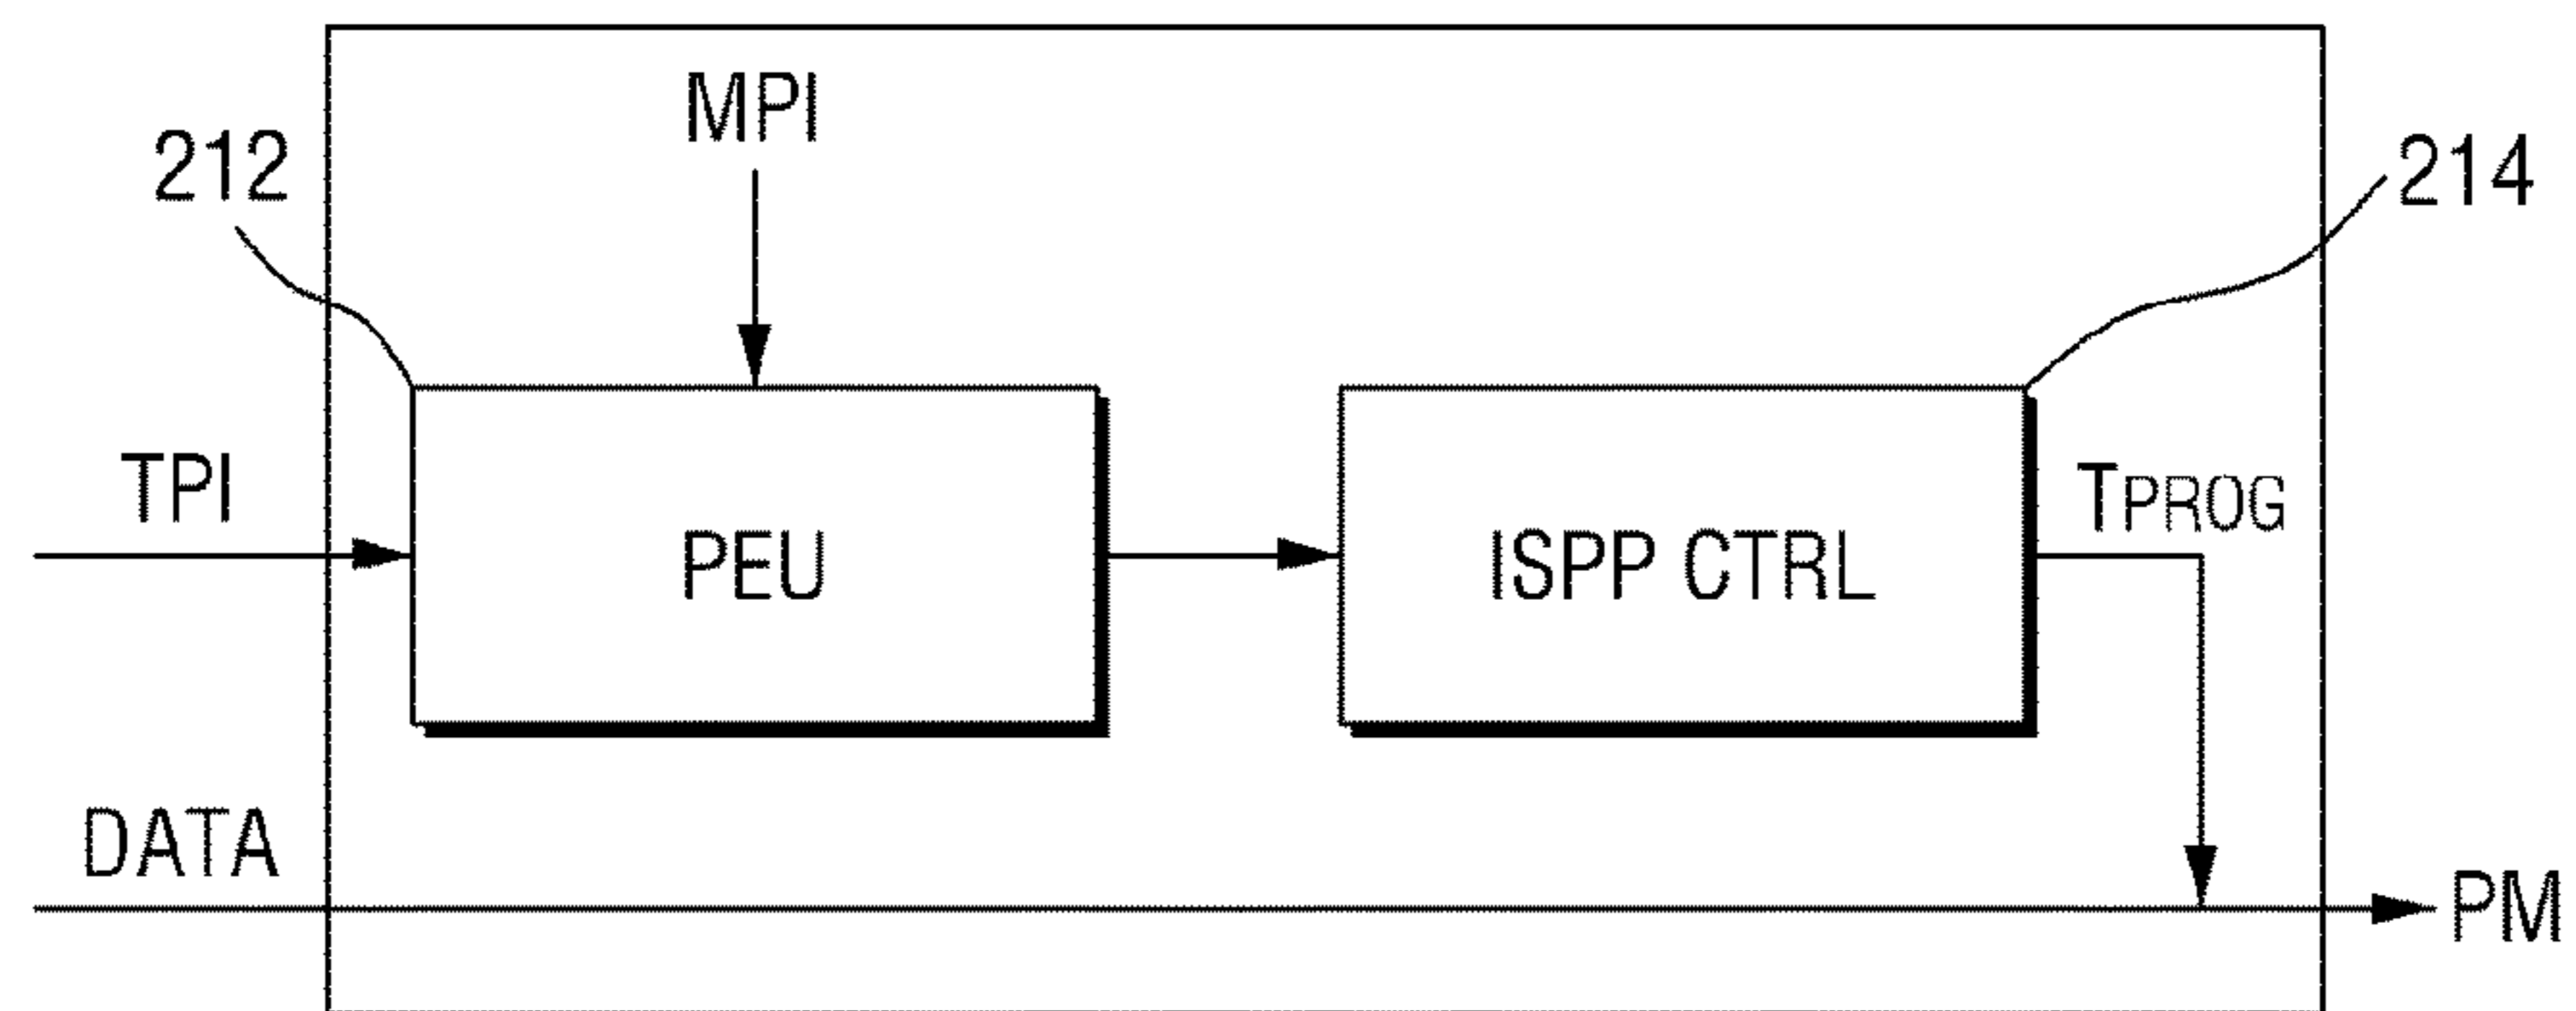 MPI
212
214
TPI
PEU
ISPP CTRL
TPROG
DATA
PM